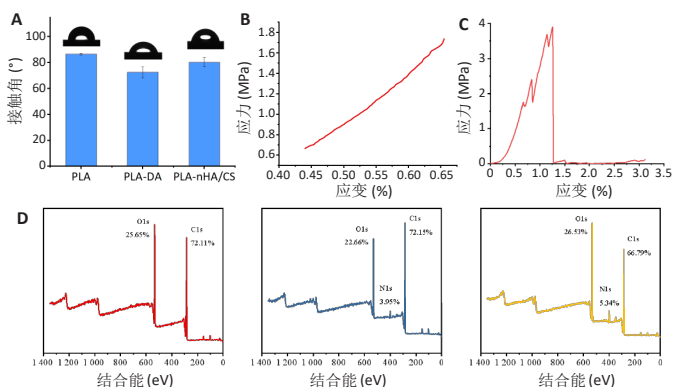 A
接触角 (°)
100
80
60
40
20
0
PLA
PLA-DA
PLA-nHA/CS
B
应力 (MPa)
1.8
1.6
1.4
1.2
1.0
0.8
0.6
0.40 0.45 0.50 0.55 0.60 0.65
应变 (%)
C
应力 (MPa)
4
3
2
1
0
0 0.5 1.0 1.5 2.0 2.5 3.0 3.5
应变 (%)
D
O1s
25.65%
C1s
72.11%
1 400 1 200 1 000 800 600 400 200 0
结合能 (eV)
O1s
22.66%
N1s
3.95%
C1s
72.15%
1 400 1 200 1 000 800 600 400 200 0
结合能 (eV)
O1s
26.53%
N1s
5.34%
C1s
66.79%
1 400 1 200 1 000 800 600 400 200 0
结合能 (eV)